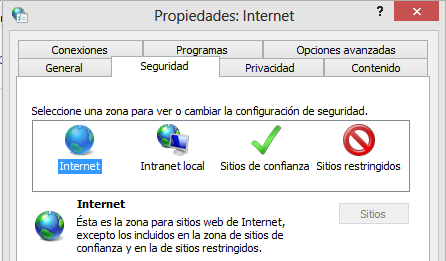 Propiedades: Internet
?
Conexiones Programas Opciones avanzadas
General Seguridad Privacidad Contenido
Seleccione una zona para ver o cambiar la configuración de seguridad.
Internet Intranet local Sitios de confianza Sitios restringidos
Internet
Sitios
Ésta es la zona para sitios web de Internet,
excepto los incluidos en la zona de sitios de
confianza y en la de sitios restringidos.